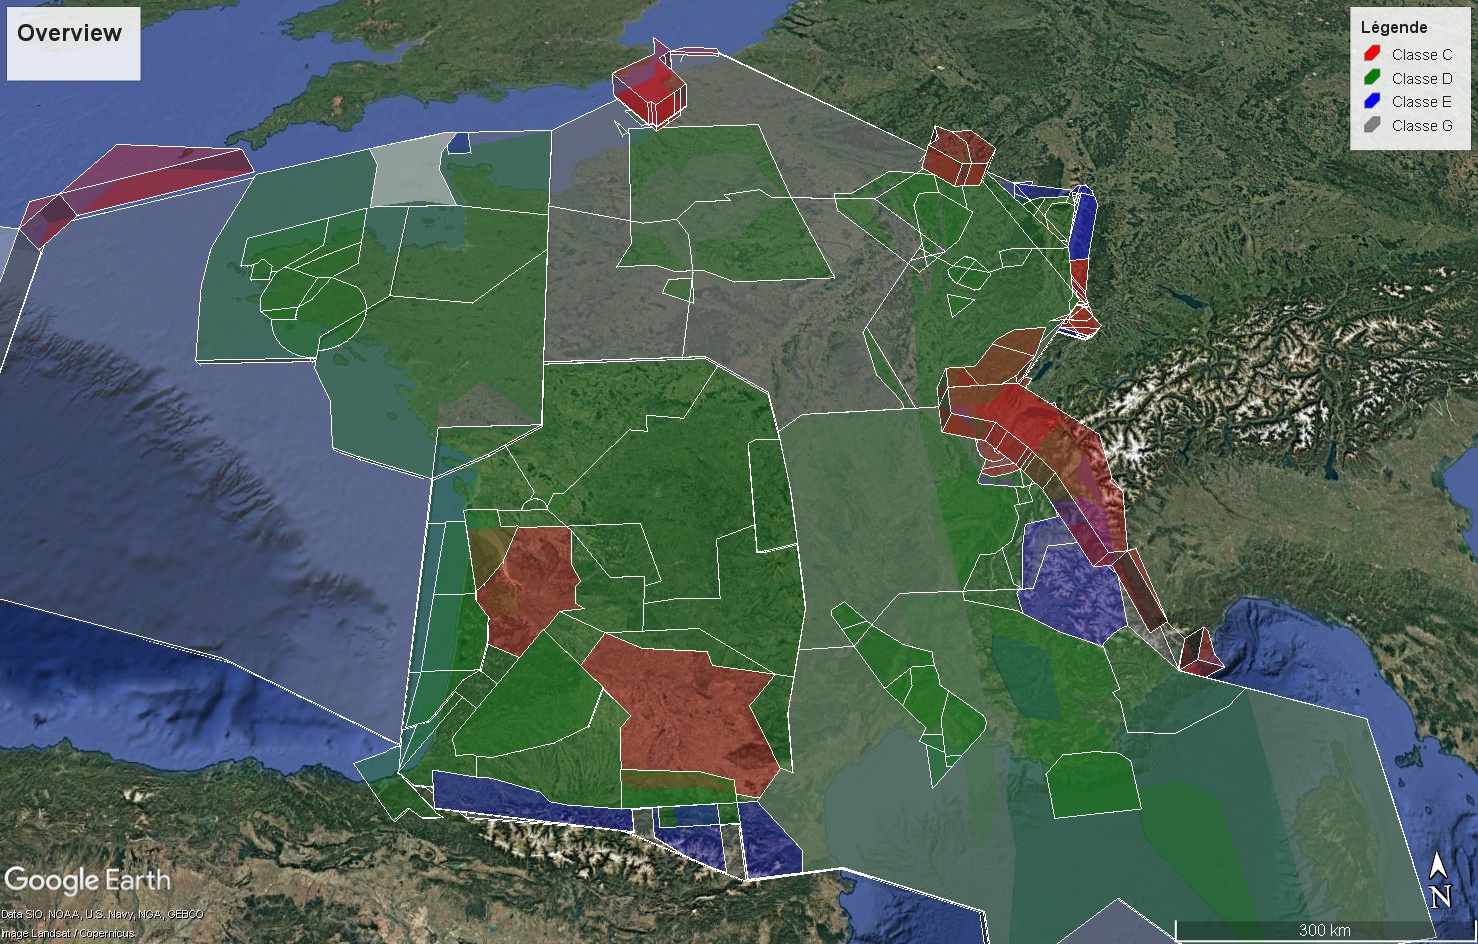 Overview
Légende
Classe C
Classe D
Classe E
Classe G
Google Earth
Data SIO, NOAA, U.S. Navy, NGA, GEBCO
Image Landsat / Copernicus
N
300 km